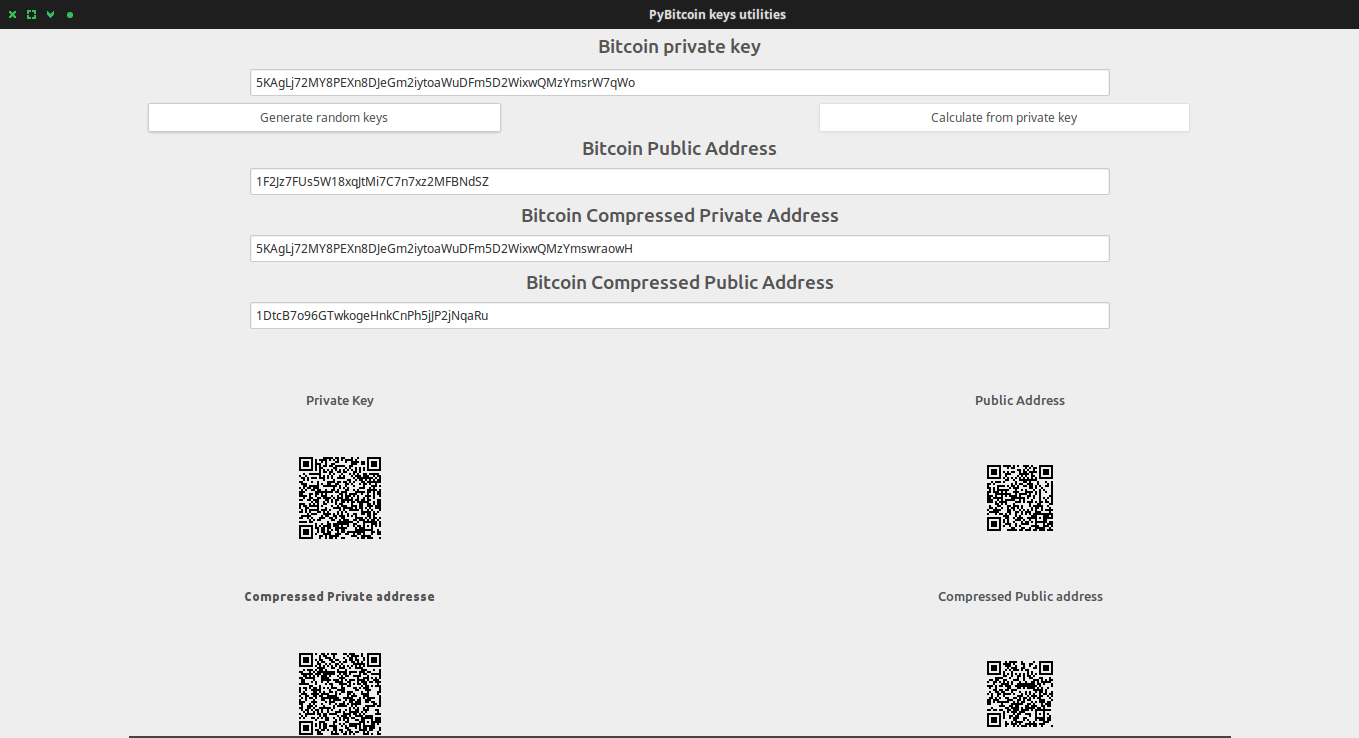 PyBitcoin keys utilities
Bitcoin private key
5KAgLj72MY8PEXn8DJeGm2iytoaWuDFm5D2WixwQMzYmsrW7qWo
Generate random keys
Calculate from private key
Bitcoin Public Address
1F2Jz7FUs5W18xqJtMi7C7n7xz2MFBNdSZ
Bitcoin Compressed Private Address
5KAgLj72MY8PEXn8DJeGm2iytoaWuDFm5D2WixwQMzYmswraowH
Bitcoin Compressed Public Address
1DtcB7o96GTwkogeHnkCnPh5jJP2jNqaRu
Private Key
Public Address
Compressed Private addresse
Compressed Public address